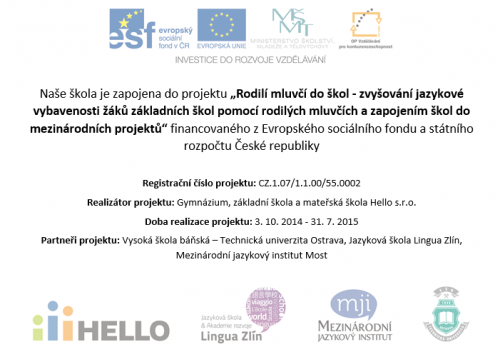 esf evropský
sociální
fond v ČR
EVROPSKÁ UNIE
MŠMT
MINISTERSTVO ŠKOLSTVÍ,
MLÁDEŽE A TĚLOVÝCHOVY
OP Vzdělávání
pro konkurenceschopnost
INVESTICE DO ROZVOJE VZDĚLÁVÁNÍ
Naše škola je zapojena do projektu „Rodilí mluvčí do škol - zvyšování jazykové
vybavenosti žáků základních škol pomocí rodilých mluvčích a zapojením škol do
mezinárodních projektů“ financovaného z Evropského sociálního fondu a státního
rozpočtu České republiky
Registrační číslo projektu: CZ.1.07/1.1.00/55.0002
Realizátor projektu: Gymnázium, základní škola a mateřská škola Hello s.r.o.
Doba realizace projektu: 3. 10. 2014 - 31. 7. 2015
Partneři projektu: Vysoká škola báňská – Technická univerzita Ostrava, Jazyková škola Lingua Zlín,
Mezinárodní jazykový institut Most
HELLO
Jazyková škola
& Akademie rozvoje
Lingua Zlín
viaggio
mji
MEZINÁRODNÍ
JAZYKOVÝ INSTITUT